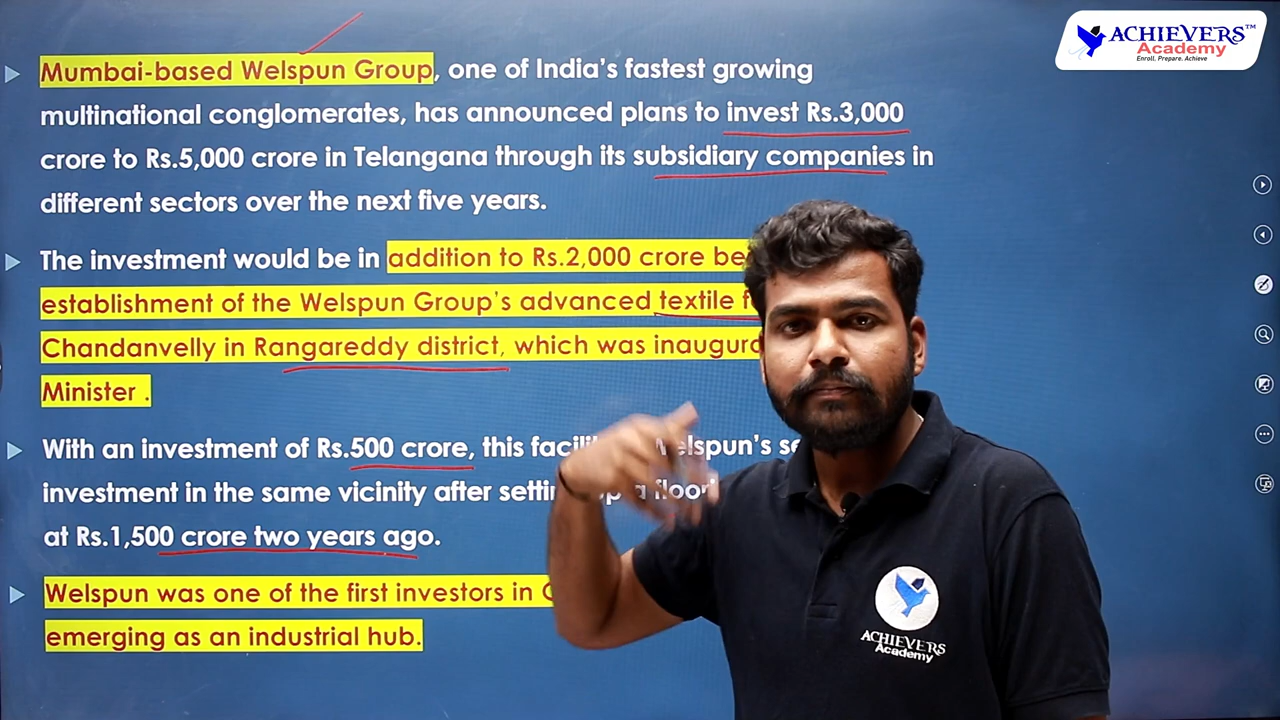 ACHIEVERS™
Academy
Enroll. Prepare. Achieve
Mumbai-based Welspun Group, one of India's fastest growing
multinational conglomerates, has announced plans to invest Rs.3,000
crore to Rs.5,000 crore in Telangana through its subsidiary companies in
different sectors over the next five years.
The investment would be in addition to Rs.2,000 crore
establishment of the Welspun Group's advanced textile
Chandanvelly in Rangareddy district, which was
Minister .
With an investment of Rs.500 crore, this Welspun's
investment in the same vicinity after a
at Rs.1,500 crore two years ago.
Welspun was one of the first investors in
emerging as an industrial hub.
ACHIEVERS
Academy